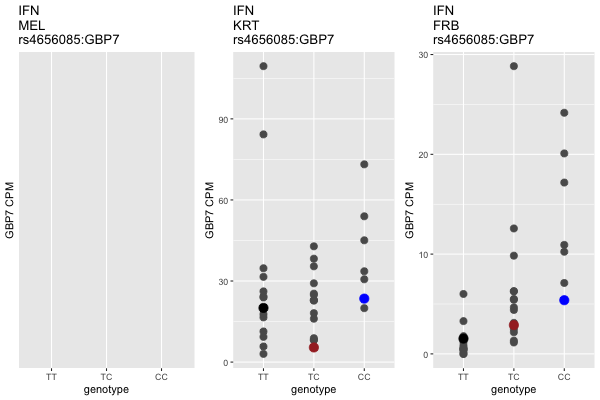 IFN
MEL
rs4656085:GBP7
GBP7 CPM
TT
TC
CC
genotype
IFN
KRT
rs4656085:GBP7
GBP7 CPM
90
60
30
0
TT
TC
CC
genotype
IFN
FRB
rs4656085:GBP7
GBP7 CPM
30
20
10
0
TT
TC
CC
genotype